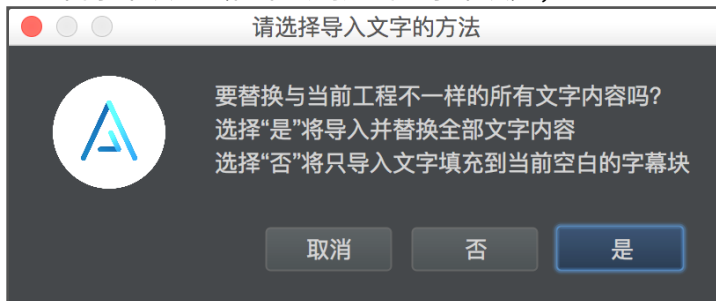 请选择导入文字的方法
要替换与当前工程不一样的所有文字内容吗?
选择“是”将导入并替换全部文字内容
选择“否”将只导入文字填充到当前空白的字幕块
取消
否
是